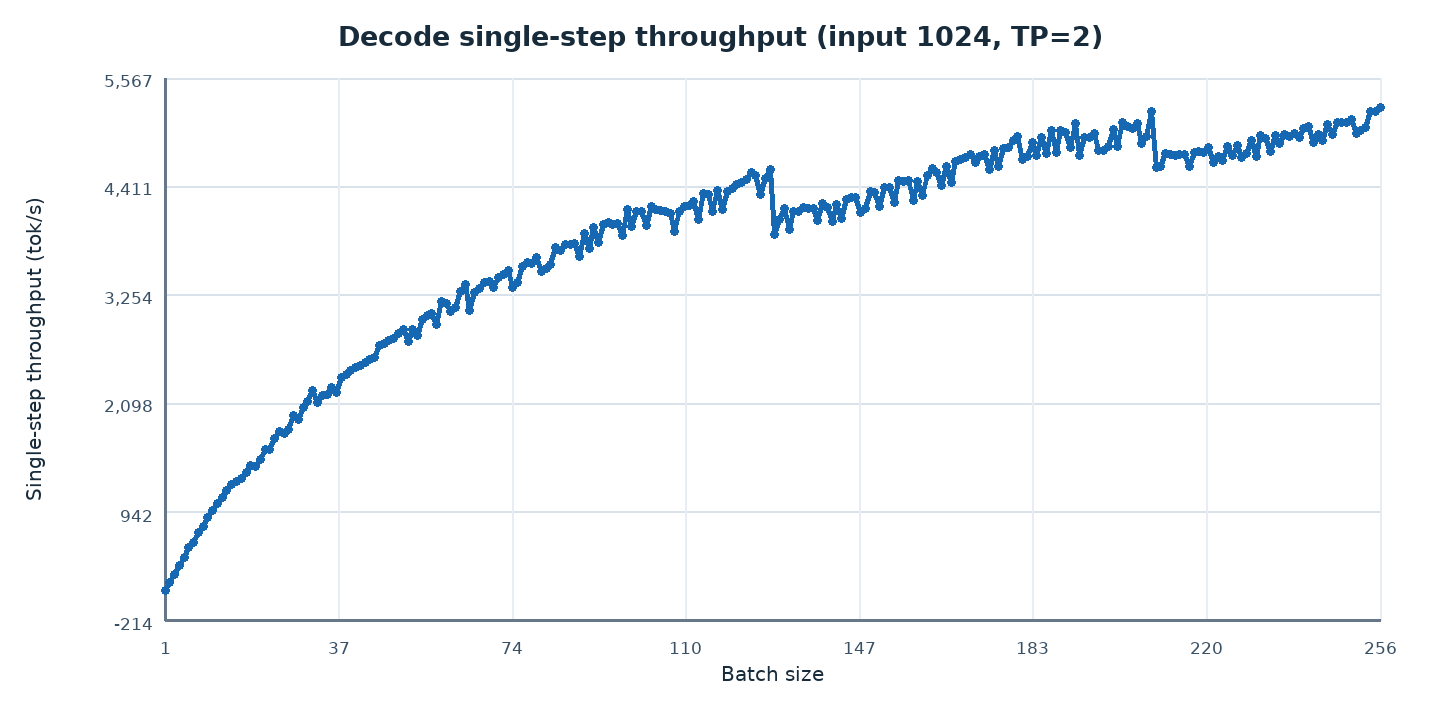 Decode single-step throughput (input 1024, TP=2)
5,567
4,411
3,254
2,098
942
-214
Single-step throughput (tok/s)
1 37 74 110 147 183 220 256
Batch size